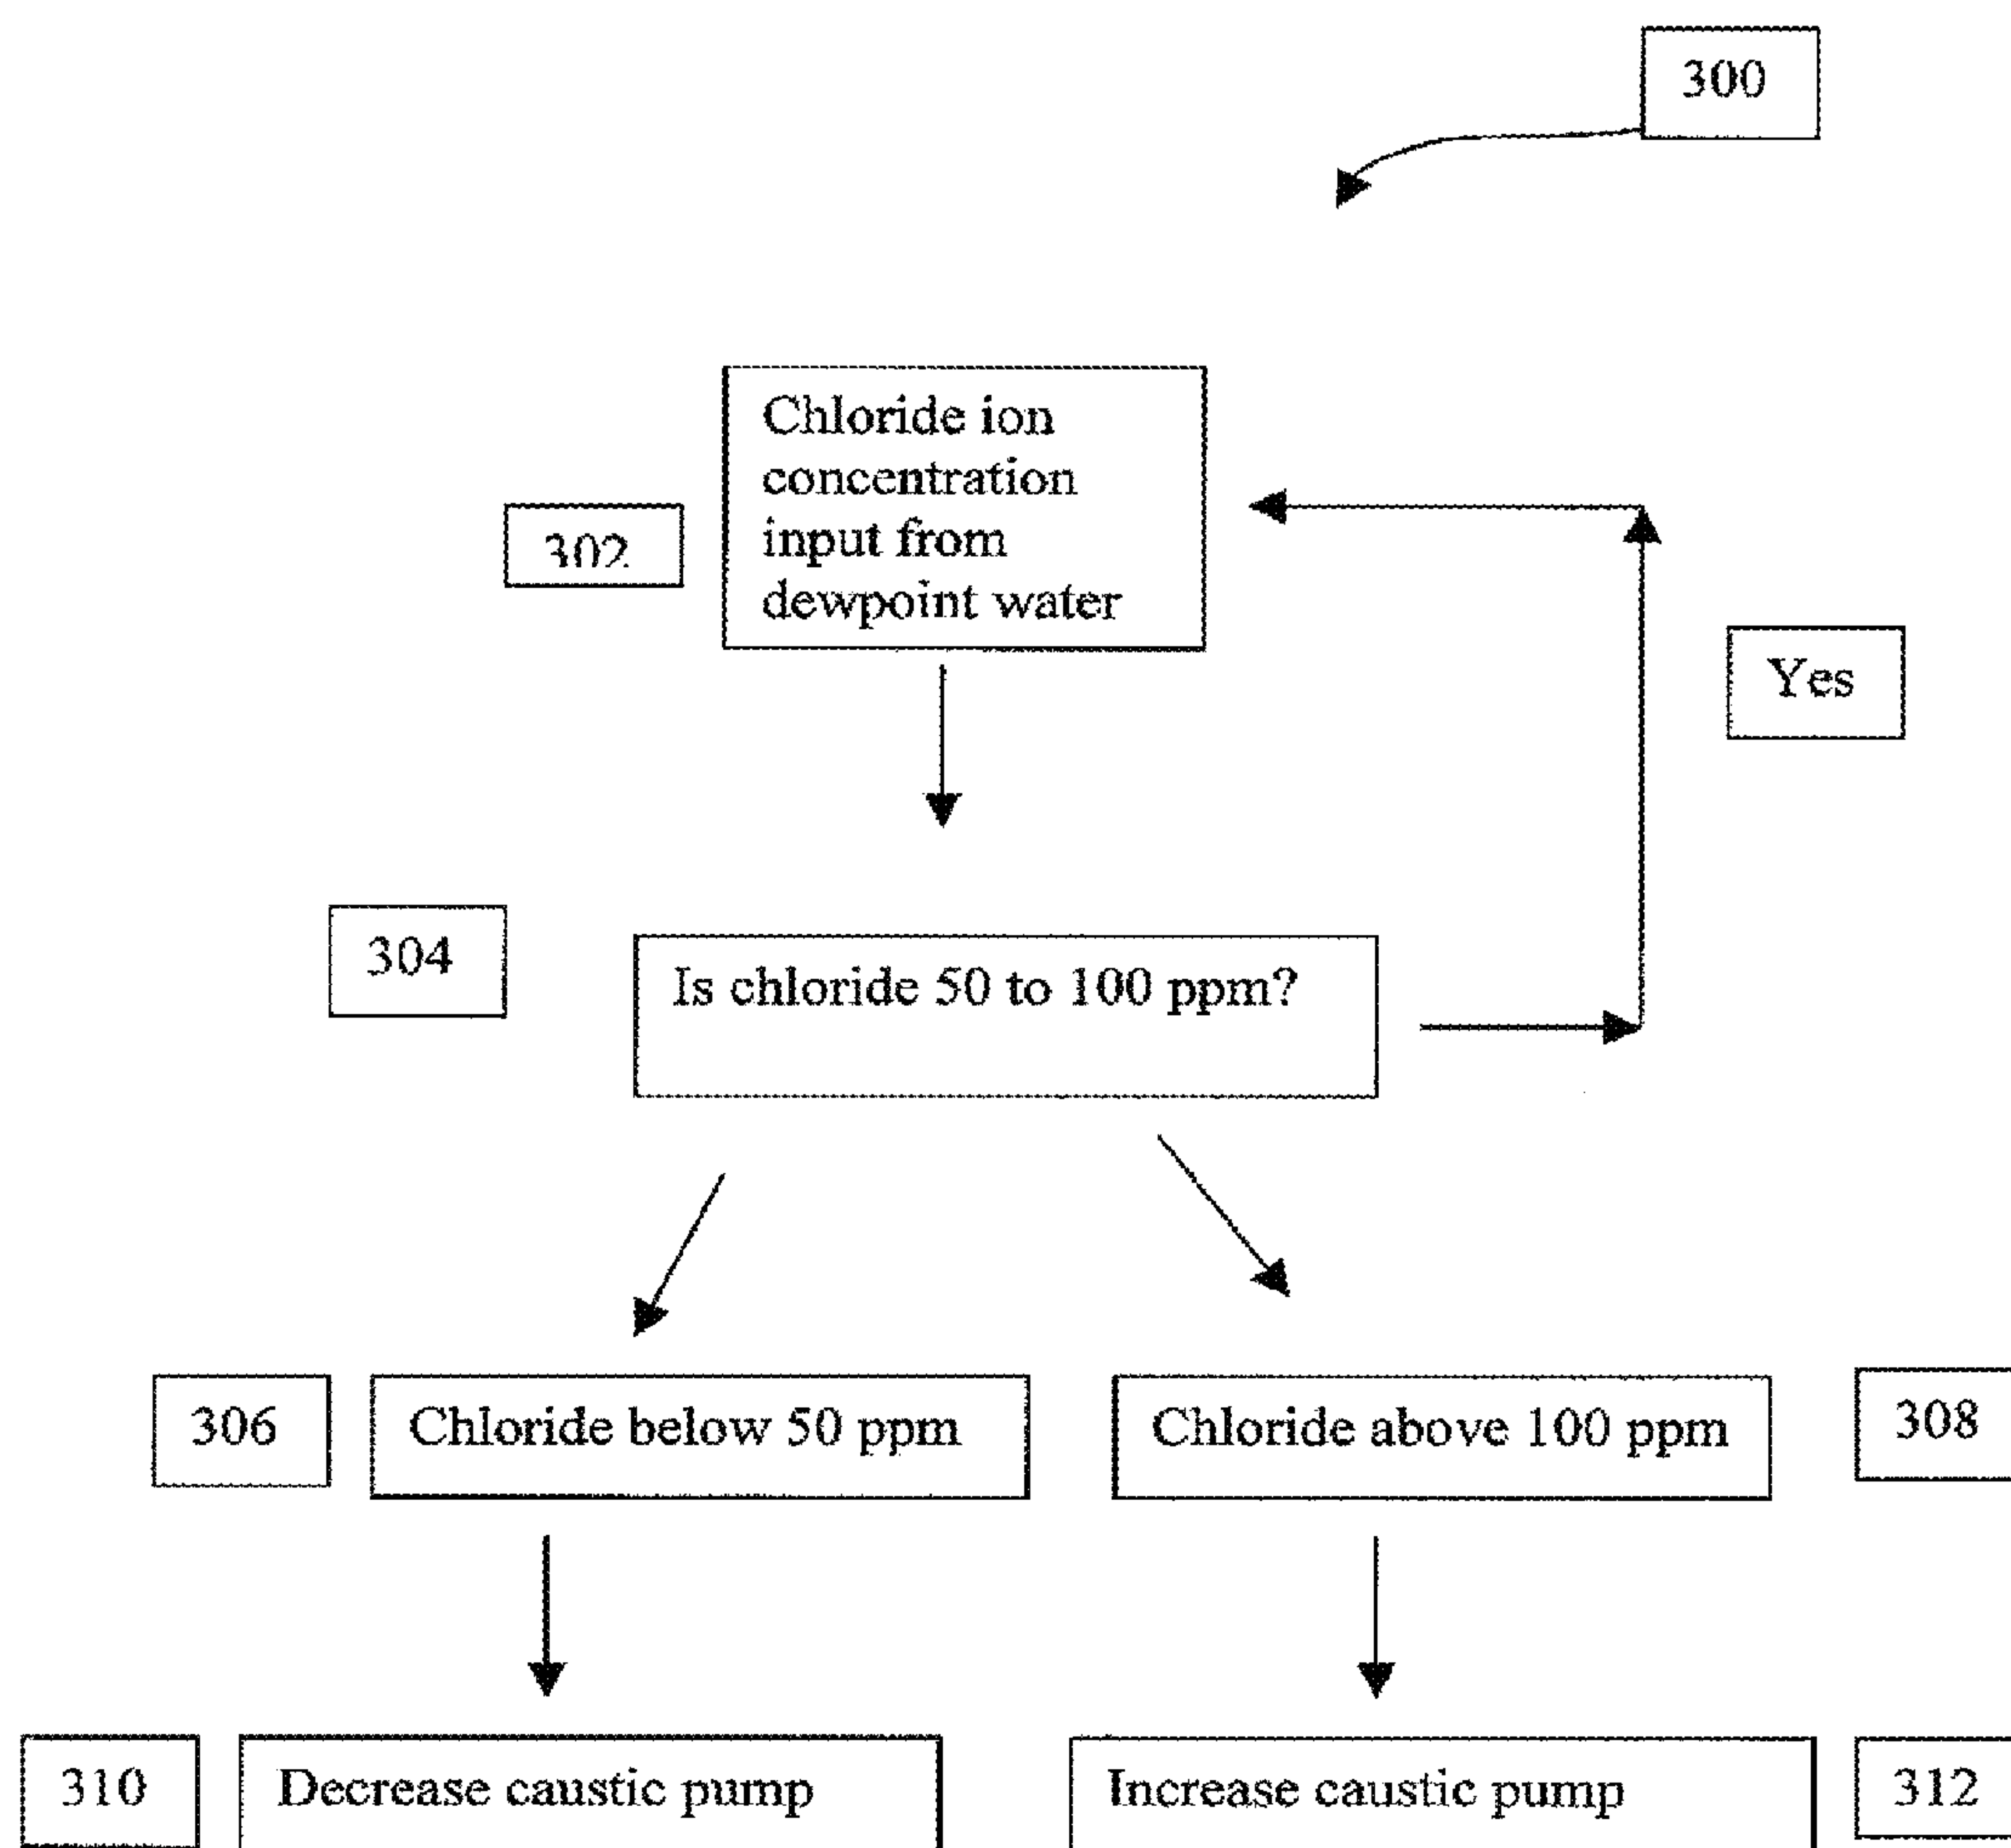 300
Chloride ion
concentration
input from
dewpoint water
302
Yes
304
Is chloride 50 to 100 ppm?
306
Chloride below 50 ppm
Chloride above 100 ppm
308
310
Decrease caustic pump
Increase caustic pump
312